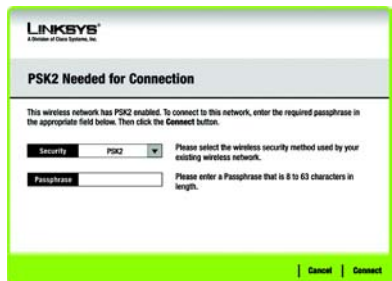 LINKSYS®
A Division of Cisco Systems, Inc.
PSK2 Needed for Connection
This wireless network has PSK2 enabled. To connect to this network, enter the required passphrase in
the appropriate field below. Then click the Connect button.
Security PSK2
Please select the wireless security method used by your
existing wireless network.
Passphrase
Please enter a Passphrase that is 8 to 63 characters in
length.
Cancel Connect